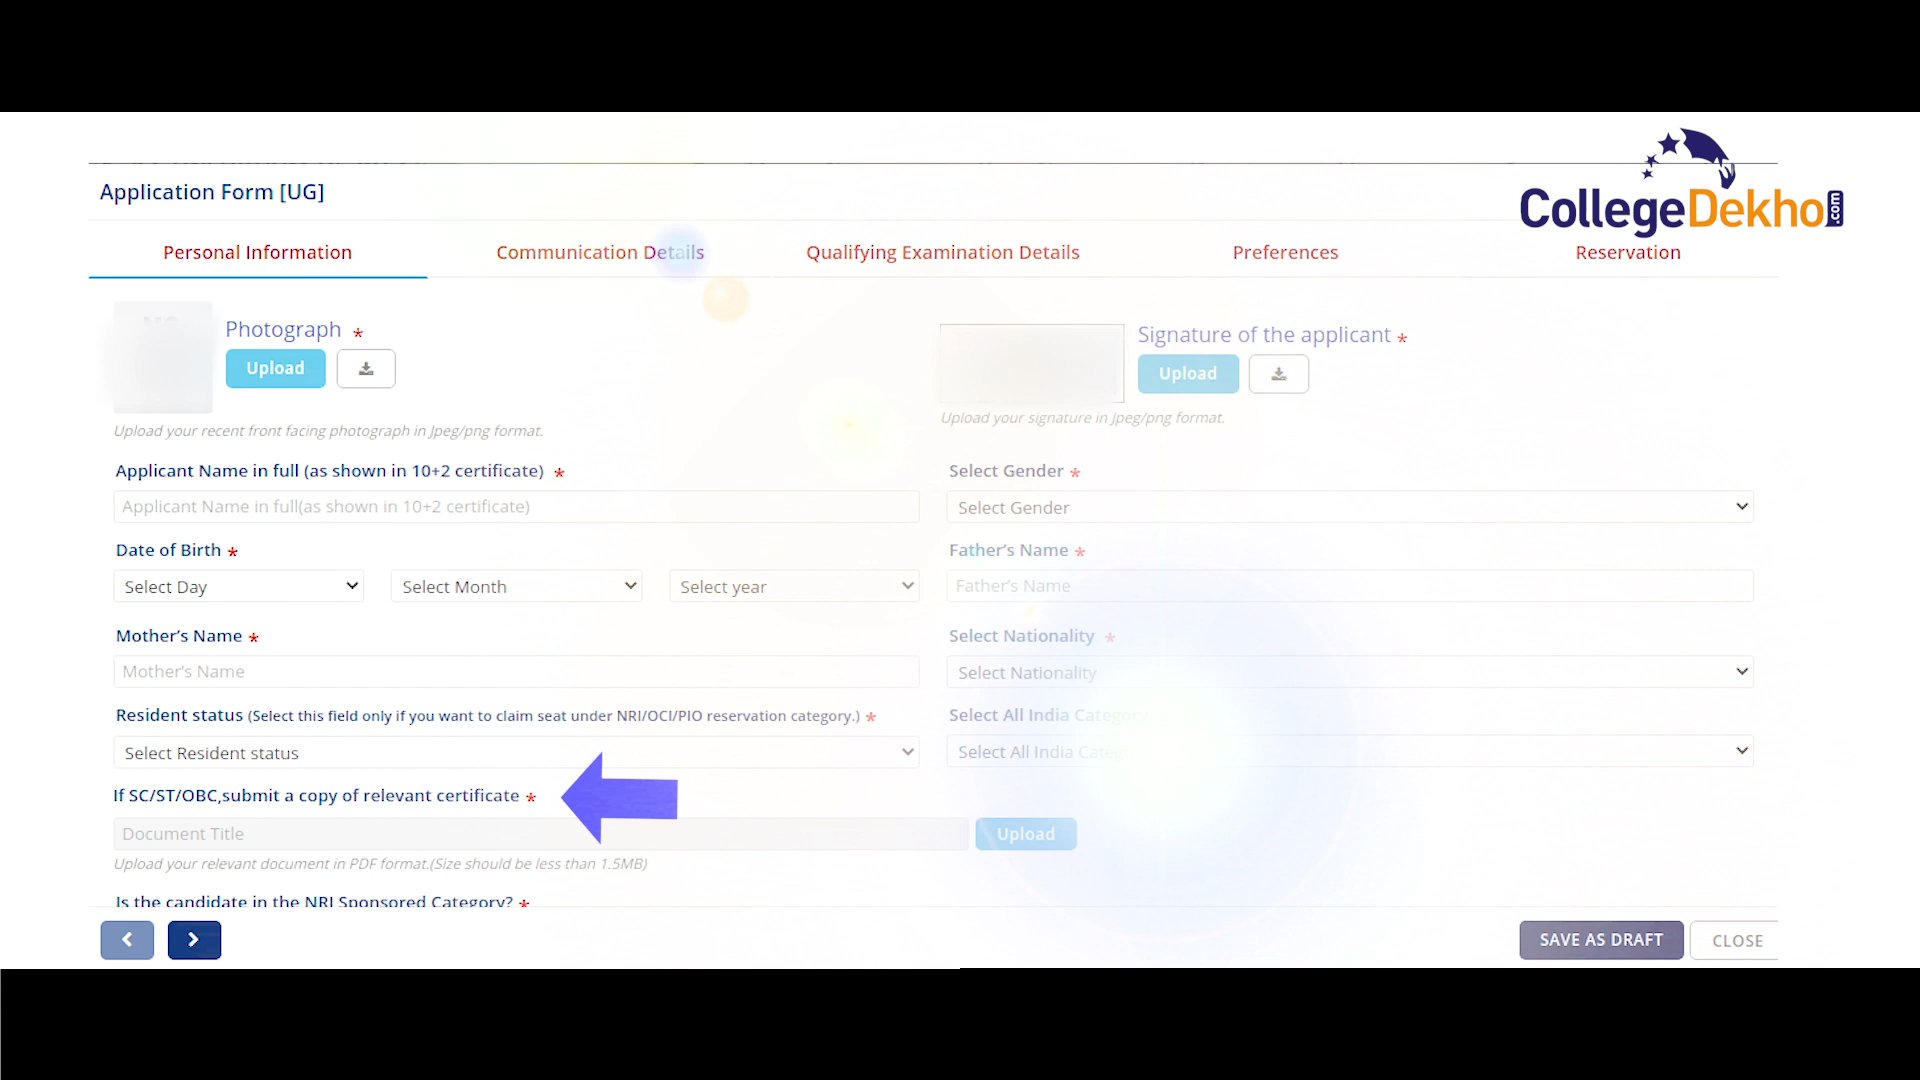 CollegeDekho.com
Application Form [UG]
Personal Information Communication Details Qualifying Examination Details Preferences Reservation
Photograph * Signature of the applicant *
Upload Upload
Upload your recent front facing photograph in Jpeg/png format. Upload your signature in Jpeg/png format.
Applicant Name in full (as shown in 10+2 certificate) * Select Gender *
Applicant Name in full(as shown in 10+2 certificate) Select Gender
Date of Birth * Father's Name *
Select Day Select Month Select year Father's Name
Mother's Name * Select Nationality *
Mother's Name Select Nationality
Resident status (Select this field only if you want to claim seat under NRI/OCI/PIO reservation category.) * Select All India Category
Select Resident status Select All India Category
If SC/ST/OBC,submit a copy of relevant certificate *
Document Title Upload
Upload your relevant document in PDF format.(Size should be less than 1.5MB)
Is the candidate in the NRI Sponsored Category? *
SAVE AS DRAFT CLOSE